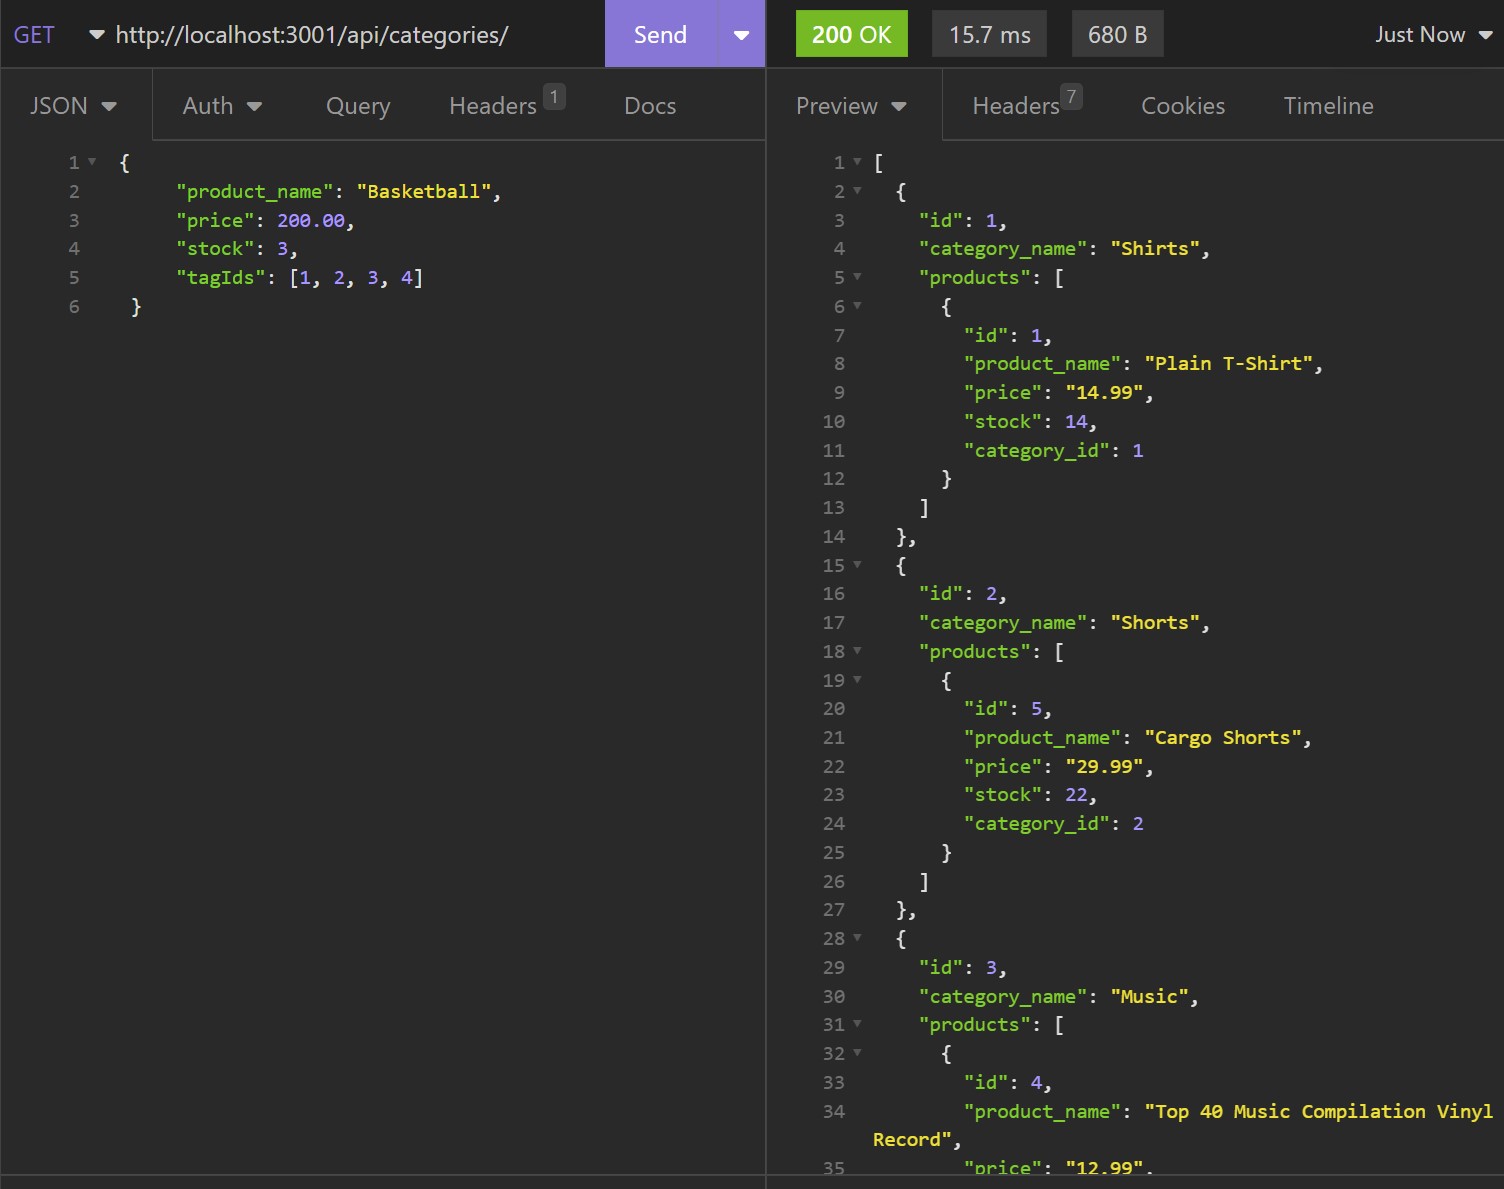 GET http://localhost:3001/api/categories/ Send 200 OK 15.7 ms 680 B Just Now
JSON Auth Query Headers 1 Docs
1 {
2 "product_name": "Basketball",
3 "price": 200.00,
4 "stock": 3,
5 "tagIds": [1, 2, 3, 4]
6 }
Preview Headers 7 Cookies Timeline
1 [
2 {
3 "id": 1,
4 "category_name": "Shirts",
5 "products": [
6 {
7 "id": 1,
8 "product_name": "Plain T-Shirt",
9 "price": "14.99",
10 "stock": 14,
11 "category_id": 1
12 }
13 ]
14 },
15 {
16 "id": 2,
17 "category_name": "Shorts",
18 "products": [
19 {
20 "id": 5,
21 "product_name": "Cargo Shorts",
22 "price": "29.99",
23 "stock": 22,
24 "category_id": 2
25 }
26 ]
27 },
28 {
29 "id": 3,
30 "category_name": "Music",
31 "products": [
32 {
33 "id": 4,
34 "product_name": "Top 40 Music Compilation Vinyl
Record",
35 "price": "12.99",